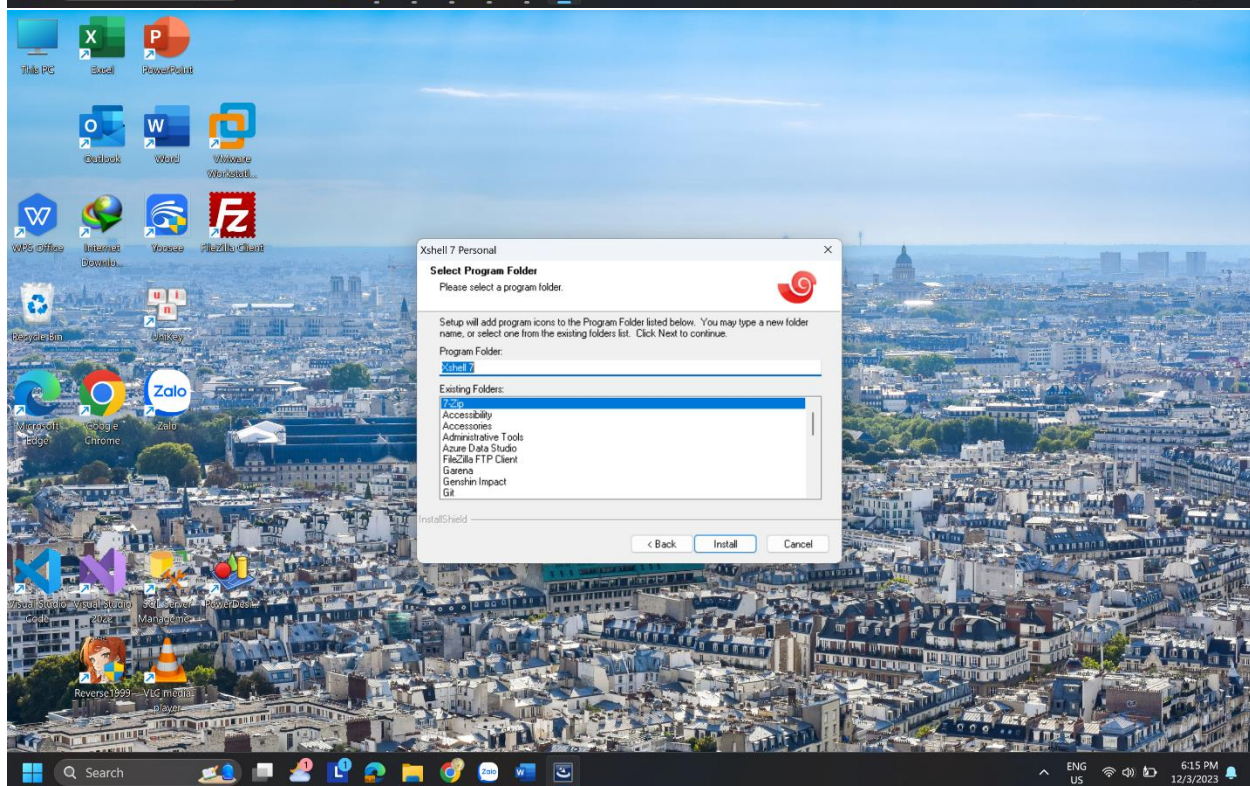 This PC
Excel
PowerPoint
Outlook
Word
VMware
Workstati...
WPS Office
Internet
Downlo...
Yoosee
FileZilla Client
Recycle Bin
UniKey
Microsoft
Edge
Google
Chrome
Zalo
Zalo
Visual Studio
Code
Visual Studio
2022
SQL Server
Manageme...
PowerDesi...
Reverse1999
VLC media
player
Xshell 7 Personal
Select Program Folder
Please select a program folder.
Setup will add program icons to the Program Folder listed below. You may type a new folder
name, or select one from the existing folders list. Click Next to continue.
Program Folder:
Xshell 7
Existing Folders:
7-Zip
Accessibility
Accessories
Administrative Tools
Azure Data Studio
FileZilla FTP Client
Garena
Genshin Impact
Git
InstallShield
< Back
Install
Cancel
Search
ENG
US
6:15 PM
12/3/2023